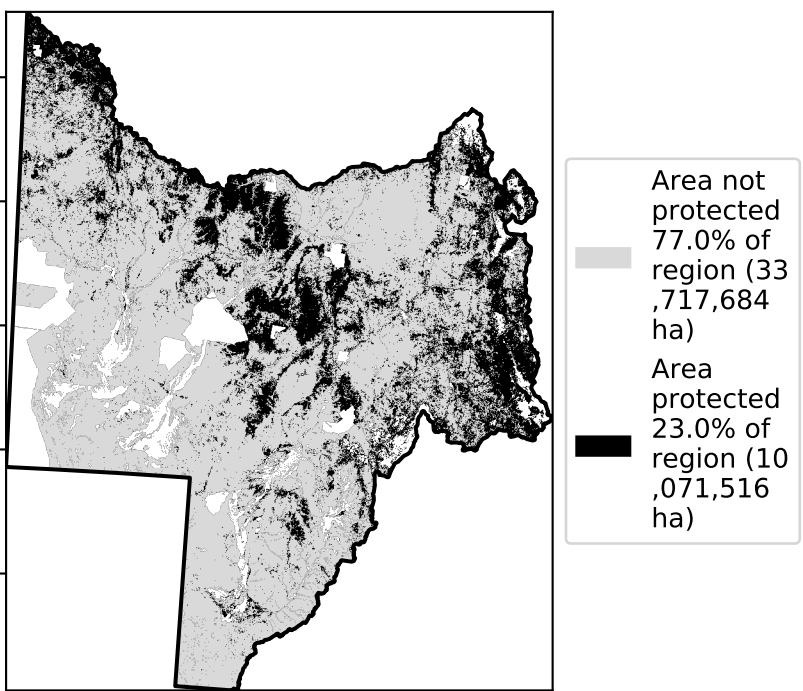 Area not
protected
77.0% of
region (33
,717,684
ha)
Area
protected
23.0% of
region (10
,071,516
ha)